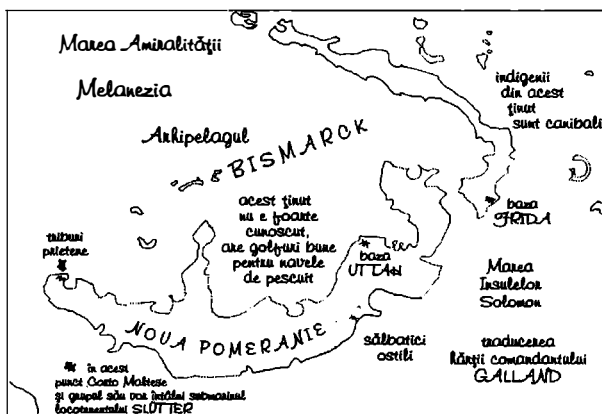 Marea Amiralității
Melanezia
Arhipelagul
BISMARCK
indigenii
din acest
ținut
sunt canibali
acest ținut
nu e foarte
cunoscut,
are golfuri bune
pentru navele
de pescuit
triburi
prietene
baza
UTTAN
baza
FRIDA
Marea
Insulelor
Solomon
NOUA POMERANIE
sălbatici
ostili
traducerea
hărții comandantului
GALLAND
* în acest
punct Corto Maltese
și grupul său vor întâlni submarinul
locotenentului SLÜTTER